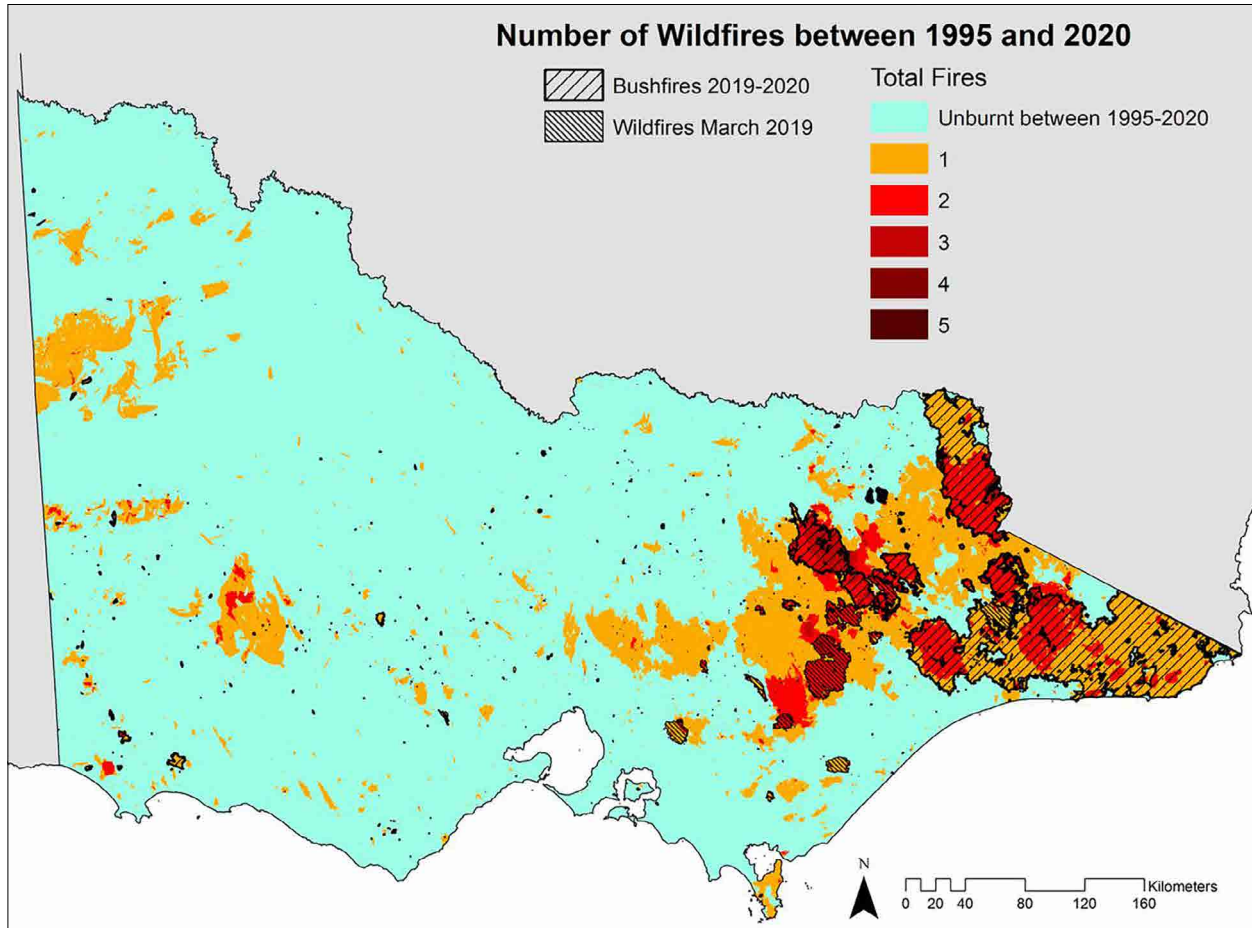 Number of Wildfires between 1995 and 2020
Bushfires 2019-2020
Wildfires March 2019
Total Fires
Unburnt between 1995-2020
1
2
3
4
5
N
Kilometers
0 20 40 80 120 160